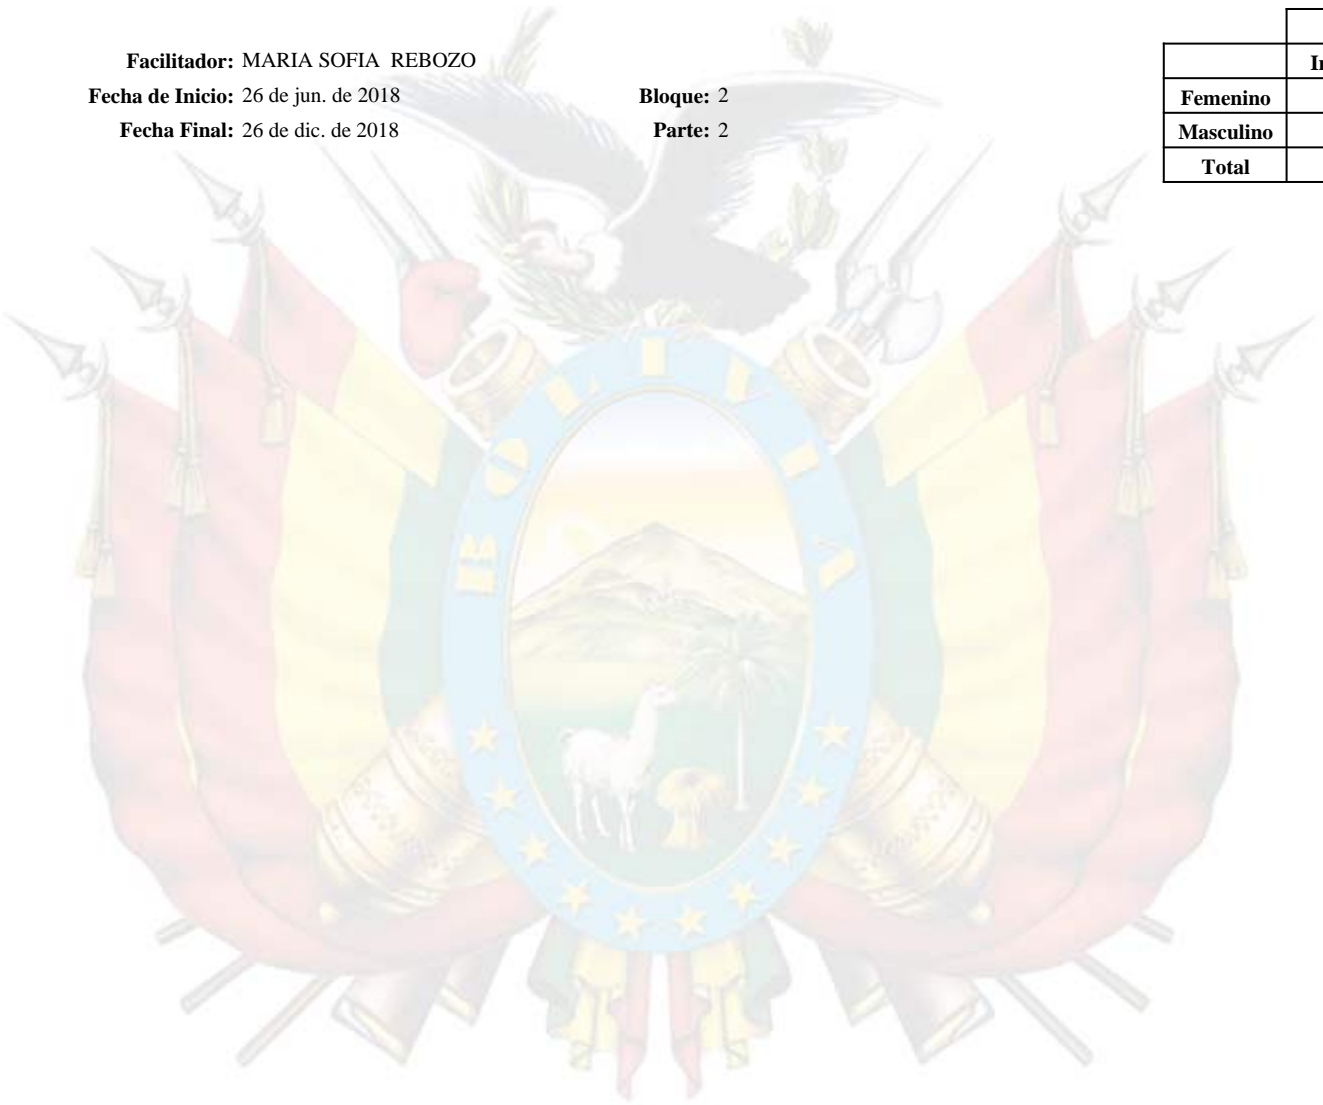 Facilitador: MARIA SOFIA REBOZO
Fecha de Inicio: 26 de jun. de 2018 Bloque: 2
Fecha Final: 26 de dic. de 2018 Parte: 2
Femenino
Masculino
Total
BOLIVIA